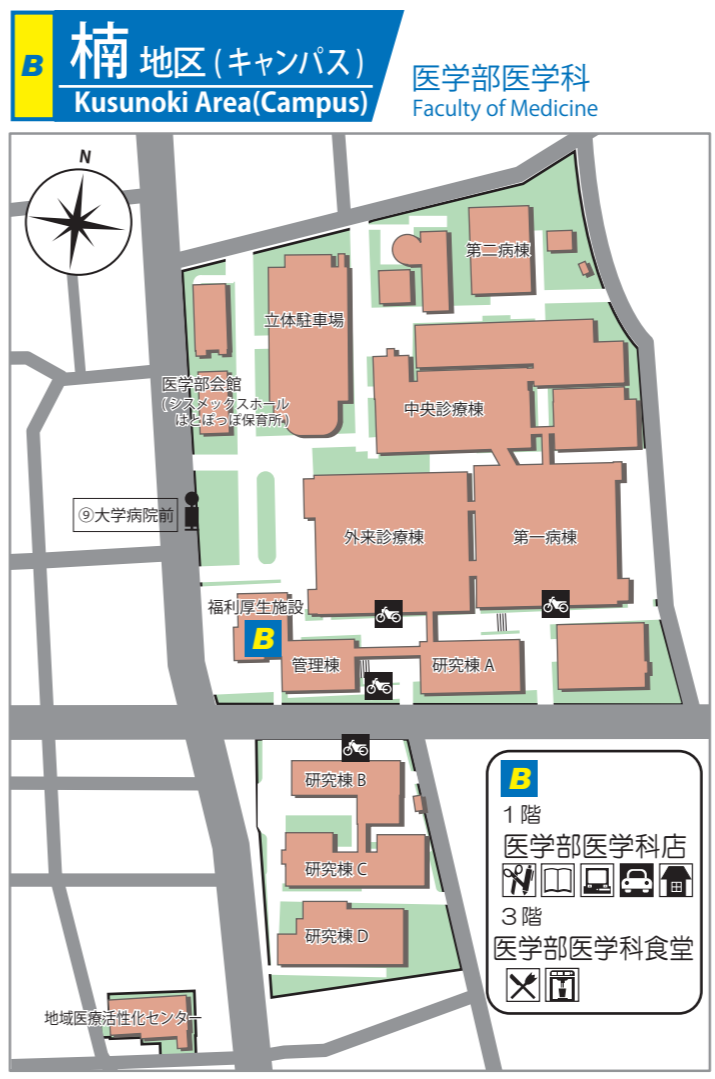 B
楠 地区 (キャンパス)
Kusunoki Area(Campus)
医学部医学科
Faculty of Medicine
N
第二病棟
立体駐車場
医学部会館
(シスメックスホール
はとぽっぽ保育所)
中央診療棟
⑨大学病院前
外来診療棟
第一病棟
福利厚生施設
B
管理棟
研究棟 A
研究棟 B
研究棟 C
研究棟 D
地域医療活性化センター
B
1 階
医学部医学科店
3 階
医学部医学科食堂